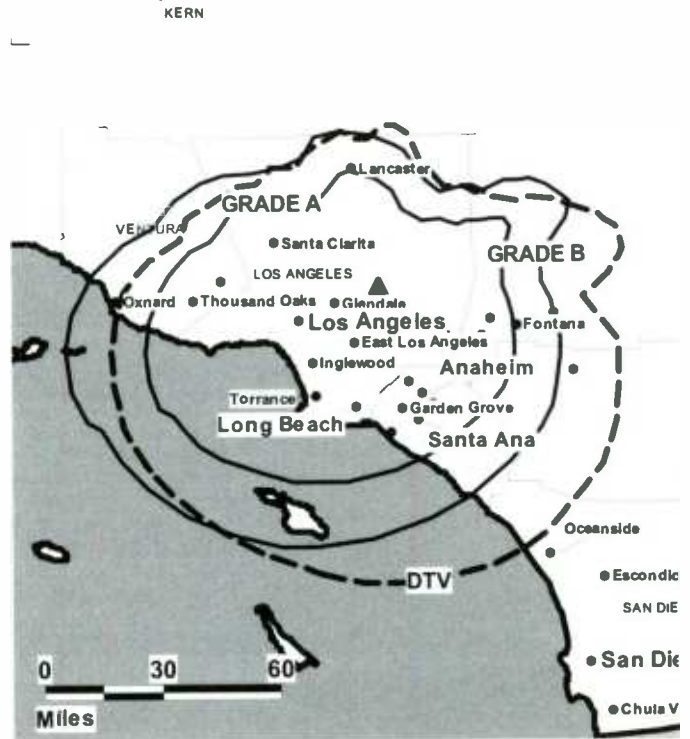 KERN
Lancaster
GRADE A
VENTURA
Santa Clarita
GRADE B
LOS ANGELES
Oxnard
Thousand Oaks
Glendale
Los Angeles
Fontana
East Los Angeles
Inglewood
Anaheim
Torrance
Garden Grove
Long Beach
Santa Ana
Oceanside
DTV
Escondic
SAN DIE
San Die
0 30 60
Chula V
Miles